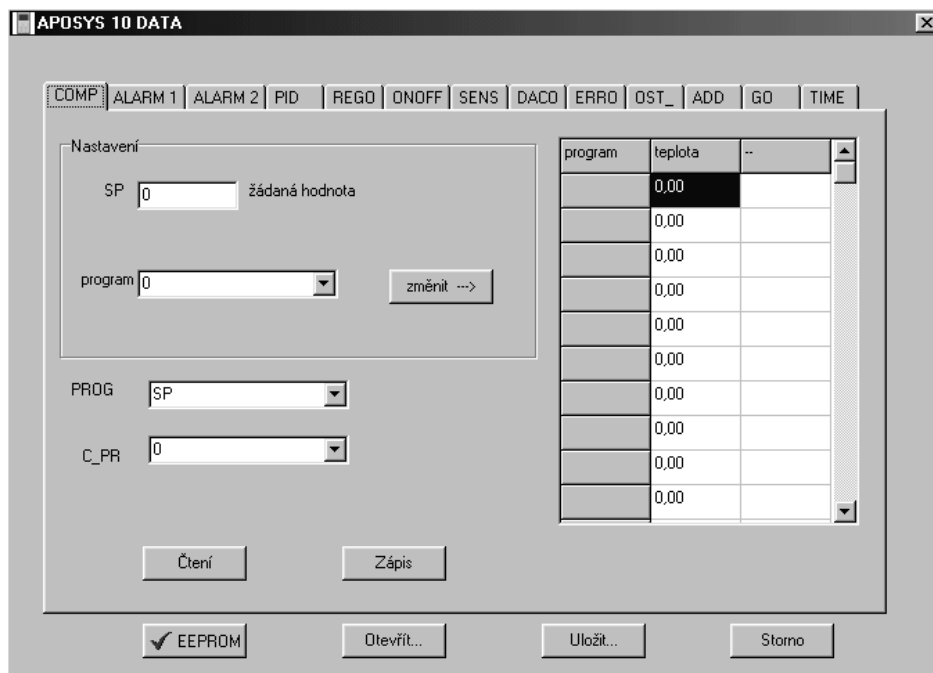 APOSYS 10 DATA
COMP ALARM 1 ALARM 2 PID REGO ONOFF SENS DACO ERRO OST_ ADD GO TIME
Nastavení
SP 0 žádaná hodnota
program 0 změnit --->
PROG SP
C_PR 0
program teplota --
0,00
0,00
0,00
0,00
0,00
0,00
0,00
0,00
0,00
0,00
Čtení Zápis
EEPROM Otevřít... Uložit... Storno